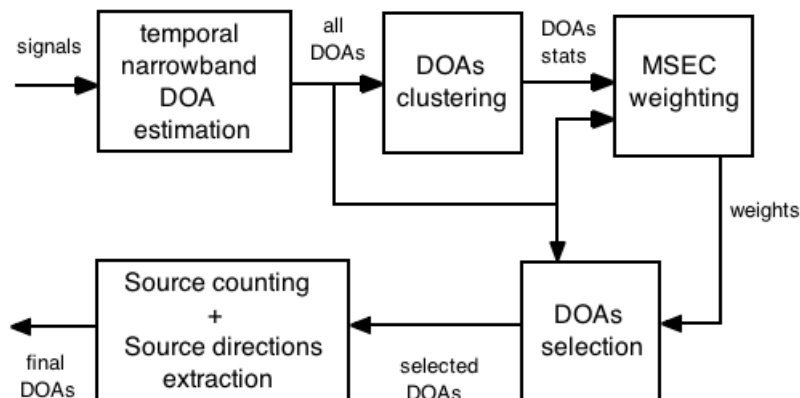 signals
temporal
narrowband
DOA
estimation
all
DOAs
DOAs
clustering
DOAs
stats
MSEC
weighting
weights
DOAs
selection
selected
DOAs
Source counting
+
Source directions
extraction
final
DOAs